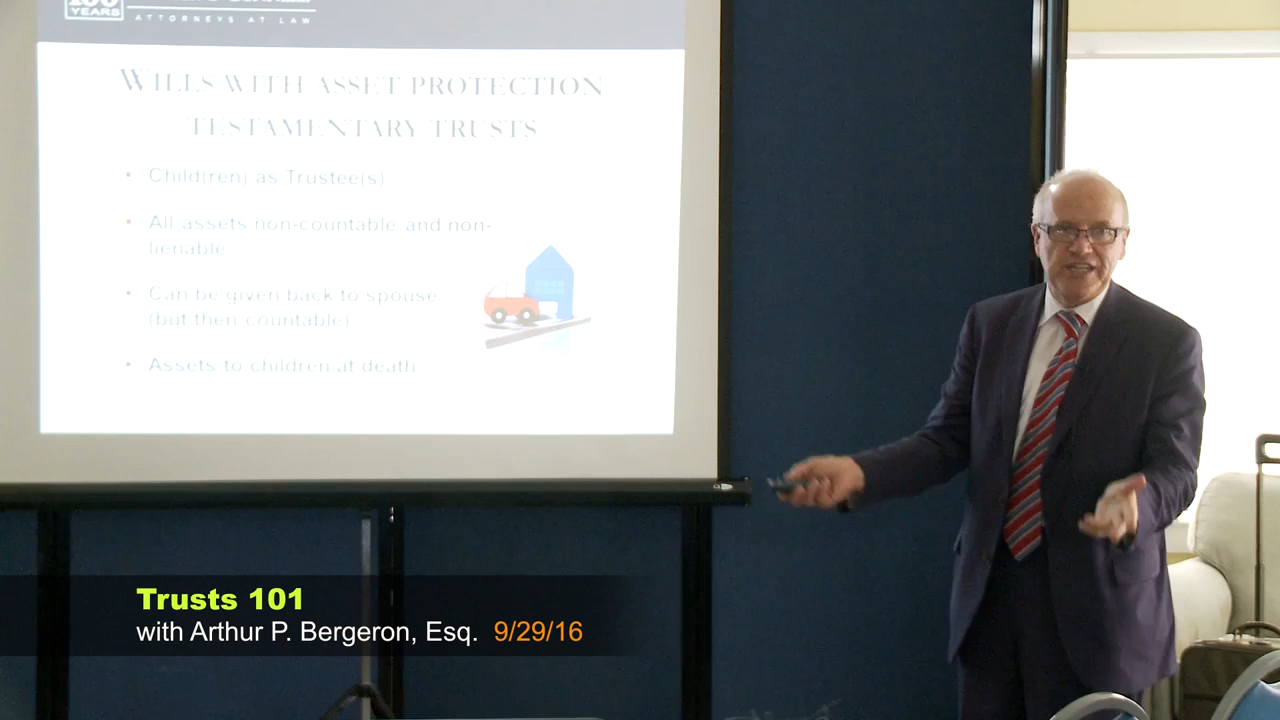 100
YEARS
ATTORNEYS AT LAW
WILLS WITH ASSET PROTECTION
TESTAMENTARY TRUSTS
• Child(ren) as Trustee(s)
• All assets non-countable and non-
lienable
• Can be given back to spouse
(but then countable)
• Assets to children at death
Trusts 101
with Arthur P. Bergeron, Esq. 9/29/16